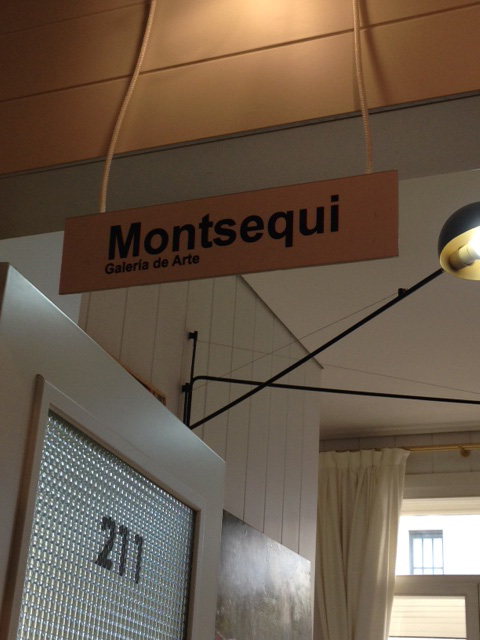 Montsequi
Galería de Arte
211